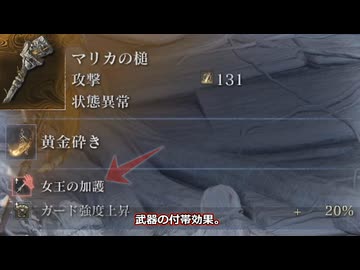 マリカの槌
攻撃 131
状態異常
黄金砕き
女王の加護
ガード強度上昇 + 20%
武器の付帯効果。